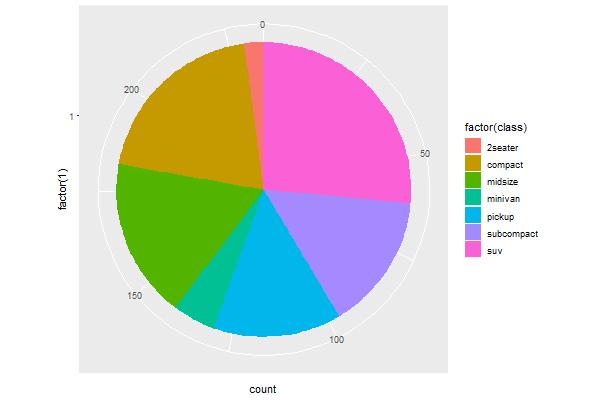 0
200
1
50
factor(1)
150
100
count
factor(class)
2seater
compact
midsize
minivan
pickup
subcompact
suv